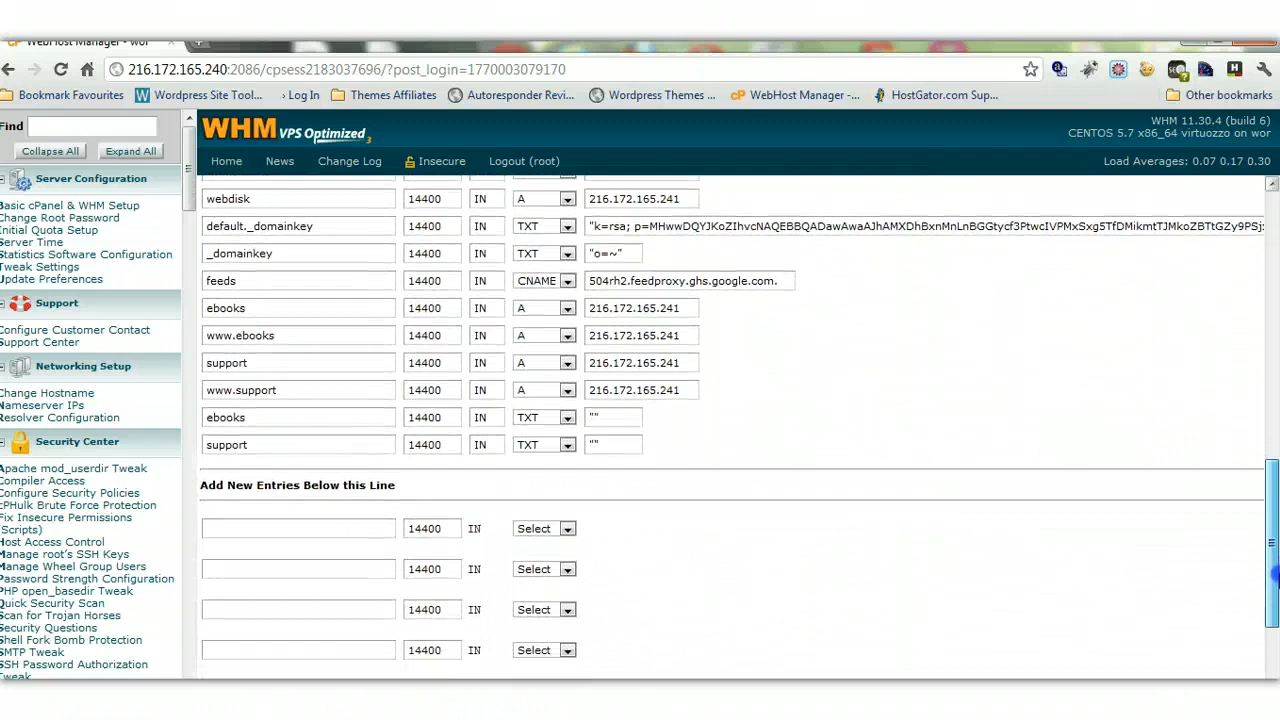 WebHost Manager - wor
216.172.165.240:2086/cpsess2183037696/?post_login=1770003079170
Bookmark Favourites
Wordpress Site Tool...
Log In
Themes Affiliates
Autoresponder Revi...
Wordpress Themes ...
WebHost Manager -...
HostGator.com Sup...
Other bookmarks
Find
Collapse All
Expand All
WHM VPS Optimized 3
WHM 11.30.4 (build 6)
CENTOS 5.7 x86_64 virtuozzo on wor
Home
News
Change Log
Insecure
Logout (root)
Load Averages: 0.07 0.17 0.30
Server Configuration
Basic cPanel & WHM Setup
Change Root Password
Initial Quota Setup
Server Time
Statistics Software Configuration
Tweak Settings
Update Preferences
Support
Configure Customer Contact
Support Center
Networking Setup
Change Hostname
Nameserver IPs
Resolver Configuration
Security Center
Apache mod_userdir Tweak
Compiler Access
Configure Security Policies
cPHulk Brute Force Protection
Fix Insecure Permissions
(Scripts)
Host Access Control
Manage root's SSH Keys
Manage Wheel Group Users
Password Strength Configuration
PHP open_basedir Tweak
Quick Security Scan
Scan for Trojan Horses
Security Questions
Shell Fork Bomb Protection
SMTP Tweak
SSH Password Authorization
Tweak
webdisk 14400 IN A 216.172.165.241
default._domainkey 14400 IN TXT
_domainkey 14400 IN TXT "o=~"
feeds 14400 IN CNAME 504rh2.feedproxy.ghs.google.com.
ebooks 14400 IN A 216.172.165.241
www.ebooks 14400 IN A 216.172.165.241
support 14400 IN A 216.172.165.241
www.support 14400 IN A 216.172.165.241
ebooks 14400 IN TXT ""
support 14400 IN TXT ""
Add New Entries Below this Line
14400 IN Select
14400 IN Select
14400 IN Select
14400 IN Select